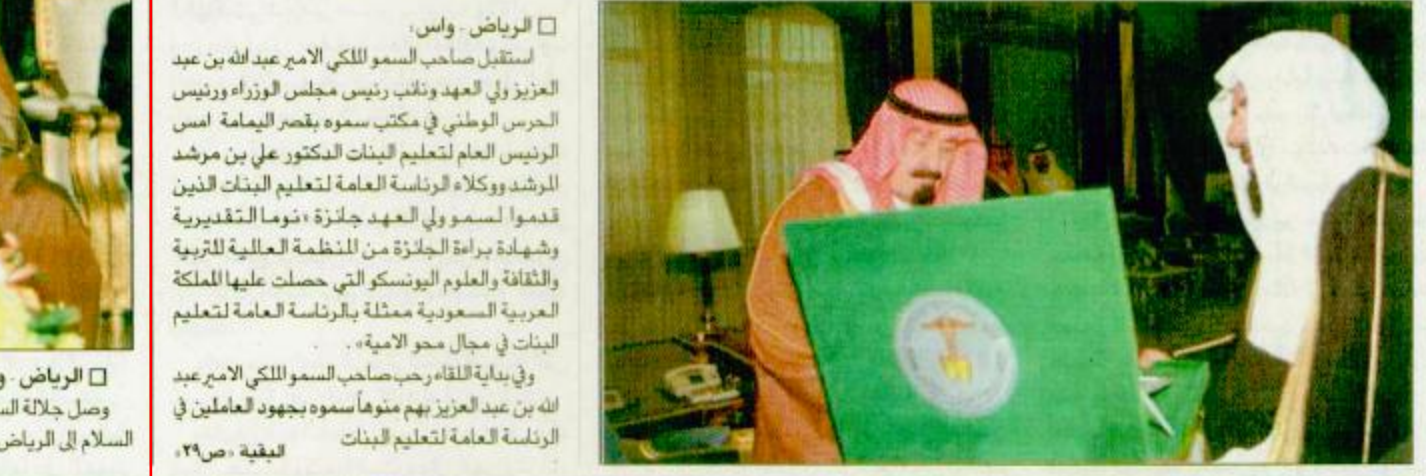 □ الرياض - واس:
استقبل صاحب السمو الملكي الامير عبد الله بن عبد
العزيز ولي العهد ونائب رئيس مجلس الوزراء ورئيس
الحرس الوطني في مكتب سموه بقصر اليمامة امس
الرئيس العام لتعليم البنات الدكتور علي بن مرشد
المرشد ووكلاء الرئاسة العامة لتعليم البنات الذين
قدموا لسمو ولي العهد جائزة «نوما التقديرية
وشهادة براءة الجائزة من المنظمة العالمية للتربية
والثقافة والعلوم اليونسكو التي حصلت عليها المملكة
العربية السعودية ممثلة بالرئاسة العامة لتعليم
البنات في مجال محو الامية».
وفي بداية اللقاء رحب صاحب السمو الملكي الامير عبد
الله بن عبد العزيز بهم منوهاً سموه بجهود العاملين في
الرئاسة العامة لتعليم البنات
البقية «ص٢٩»
□ الرياض - و
وصل جلالة الس
السلام إلى الرياض